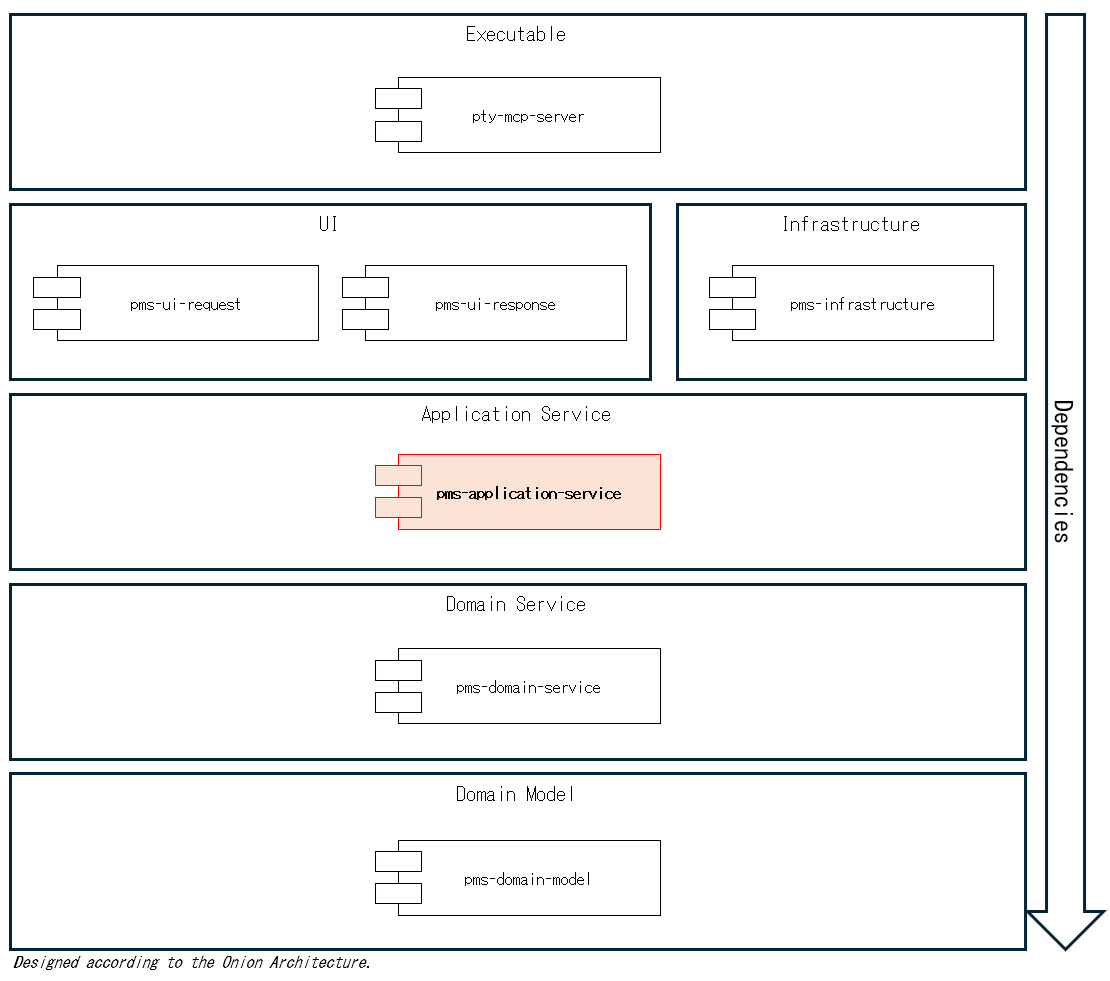 Executable
pty-mcp-server
UI
Infrastructure
pms-ui-request
pms-ui-response
pms-infrastructure
Application Service
pms-application-service
Dependencies
Domain Service
pms-domain-service
Domain Model
pms-domain-model
Designed according to the Onion Architecture.